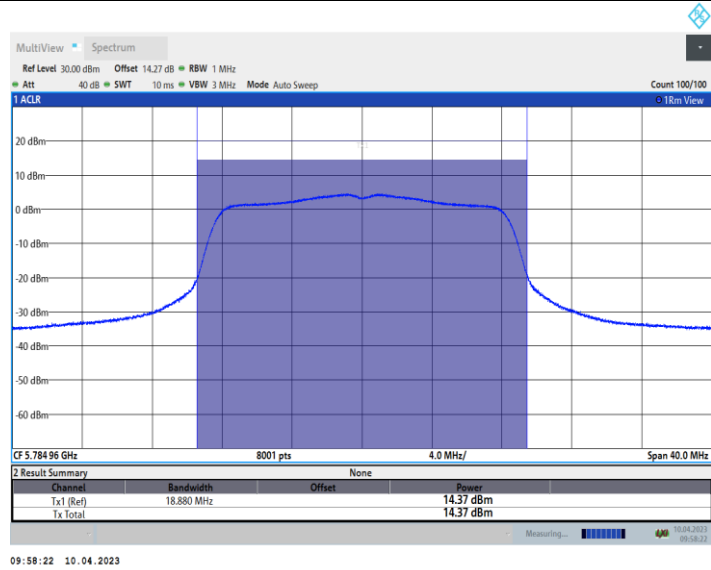 MultiView Spectrum
Ref Level 30.00 dBm Offset 14.27 dB RBW 1 MHz
Att 40 dB SWT 10 ms VBW 3 MHz Mode Auto Sweep Count 100/100
1 ACLR 1Rm View
20 dBm
10 dBm
0 dBm
-10 dBm
-20 dBm
-30 dBm
-40 dBm
-50 dBm
-60 dBm
CF 5.784 96 GHz 8001 pts 4.0 MHz/ Span 40.0 MHz
2 Result Summary None
Channel Bandwidth Offset Power
Tx1 (Ref) 18.880 MHz 14.37 dBm
Tx Total 14.37 dBm
Measuring... 10.04.2023
09:58:22
09:58:22 10.04.2023